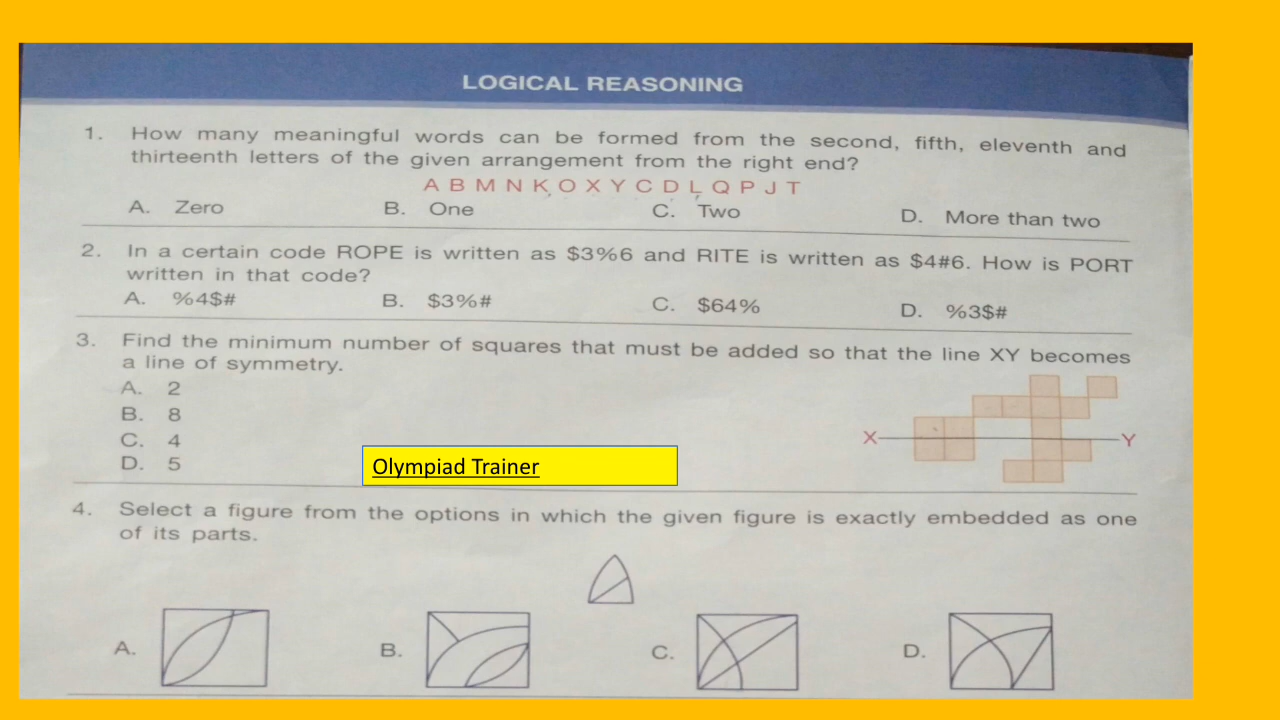 LOGICAL REASONING
1. How many meaningful words can be formed from the second, fifth, eleventh and
thirteenth letters of the given arrangement from the right end?
A B M N K O X Y C D L Q P J T
A. Zero B. One C. Two D. More than two
2. In a certain code ROPE is written as $3%6 and RITE is written as $4#6. How is PORT
written in that code?
A. %4$# B. $3%# C. $64% D. %3$#
3. Find the minimum number of squares that must be added so that the line XY becomes
a line of symmetry.
A. 2
B. 8
C. 4
D. 5
X Y
Olympiad Trainer
4. Select a figure from the options in which the given figure is exactly embedded as one
of its parts.
A. B. C. D.